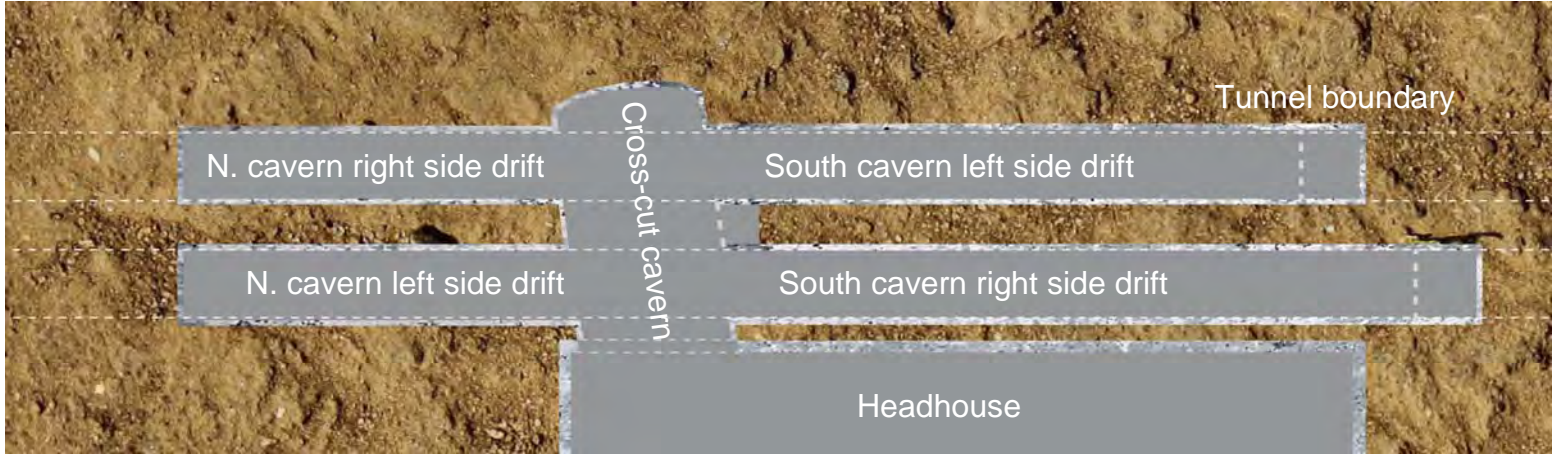 Tunnel boundary
N. cavern right side drift
Cross-cut cavern
South cavern left side drift
N. cavern left side drift
South cavern right side drift
Headhouse